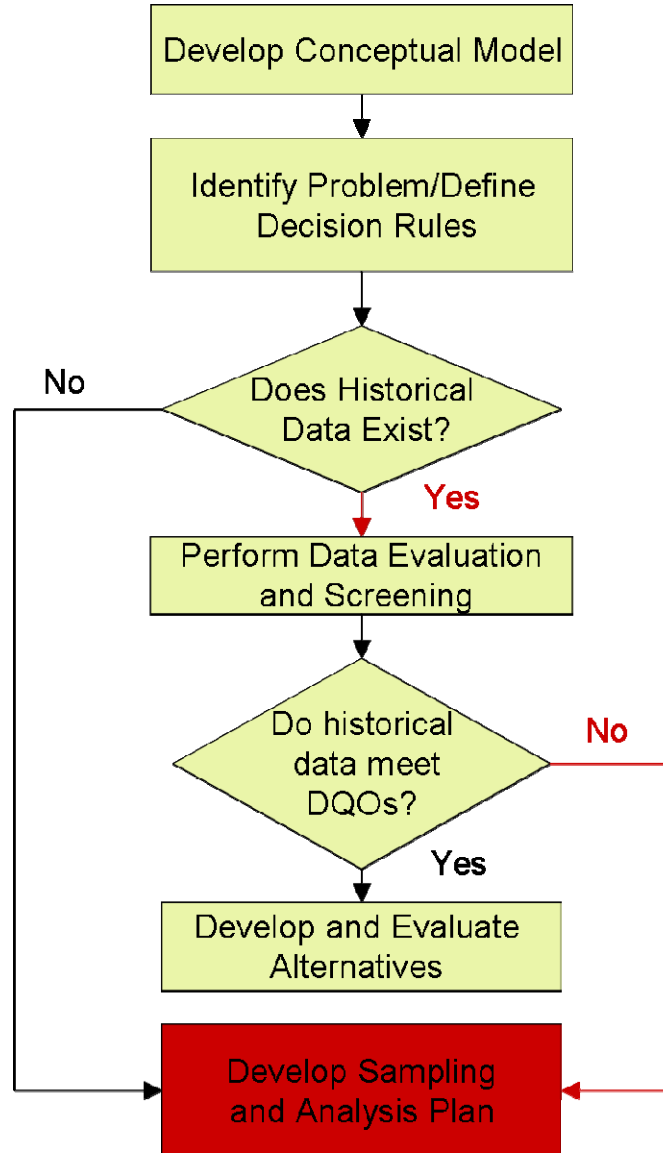 Develop Conceptual Model
Identify Problem/Define
Decision Rules
No
Does Historical
Data Exist?
Yes
Perform Data Evaluation
and Screening
Do historical
data meet
DQOs?
No
Yes
Develop and Evaluate
Alternatives
Develop Sampling
and Analysis Plan